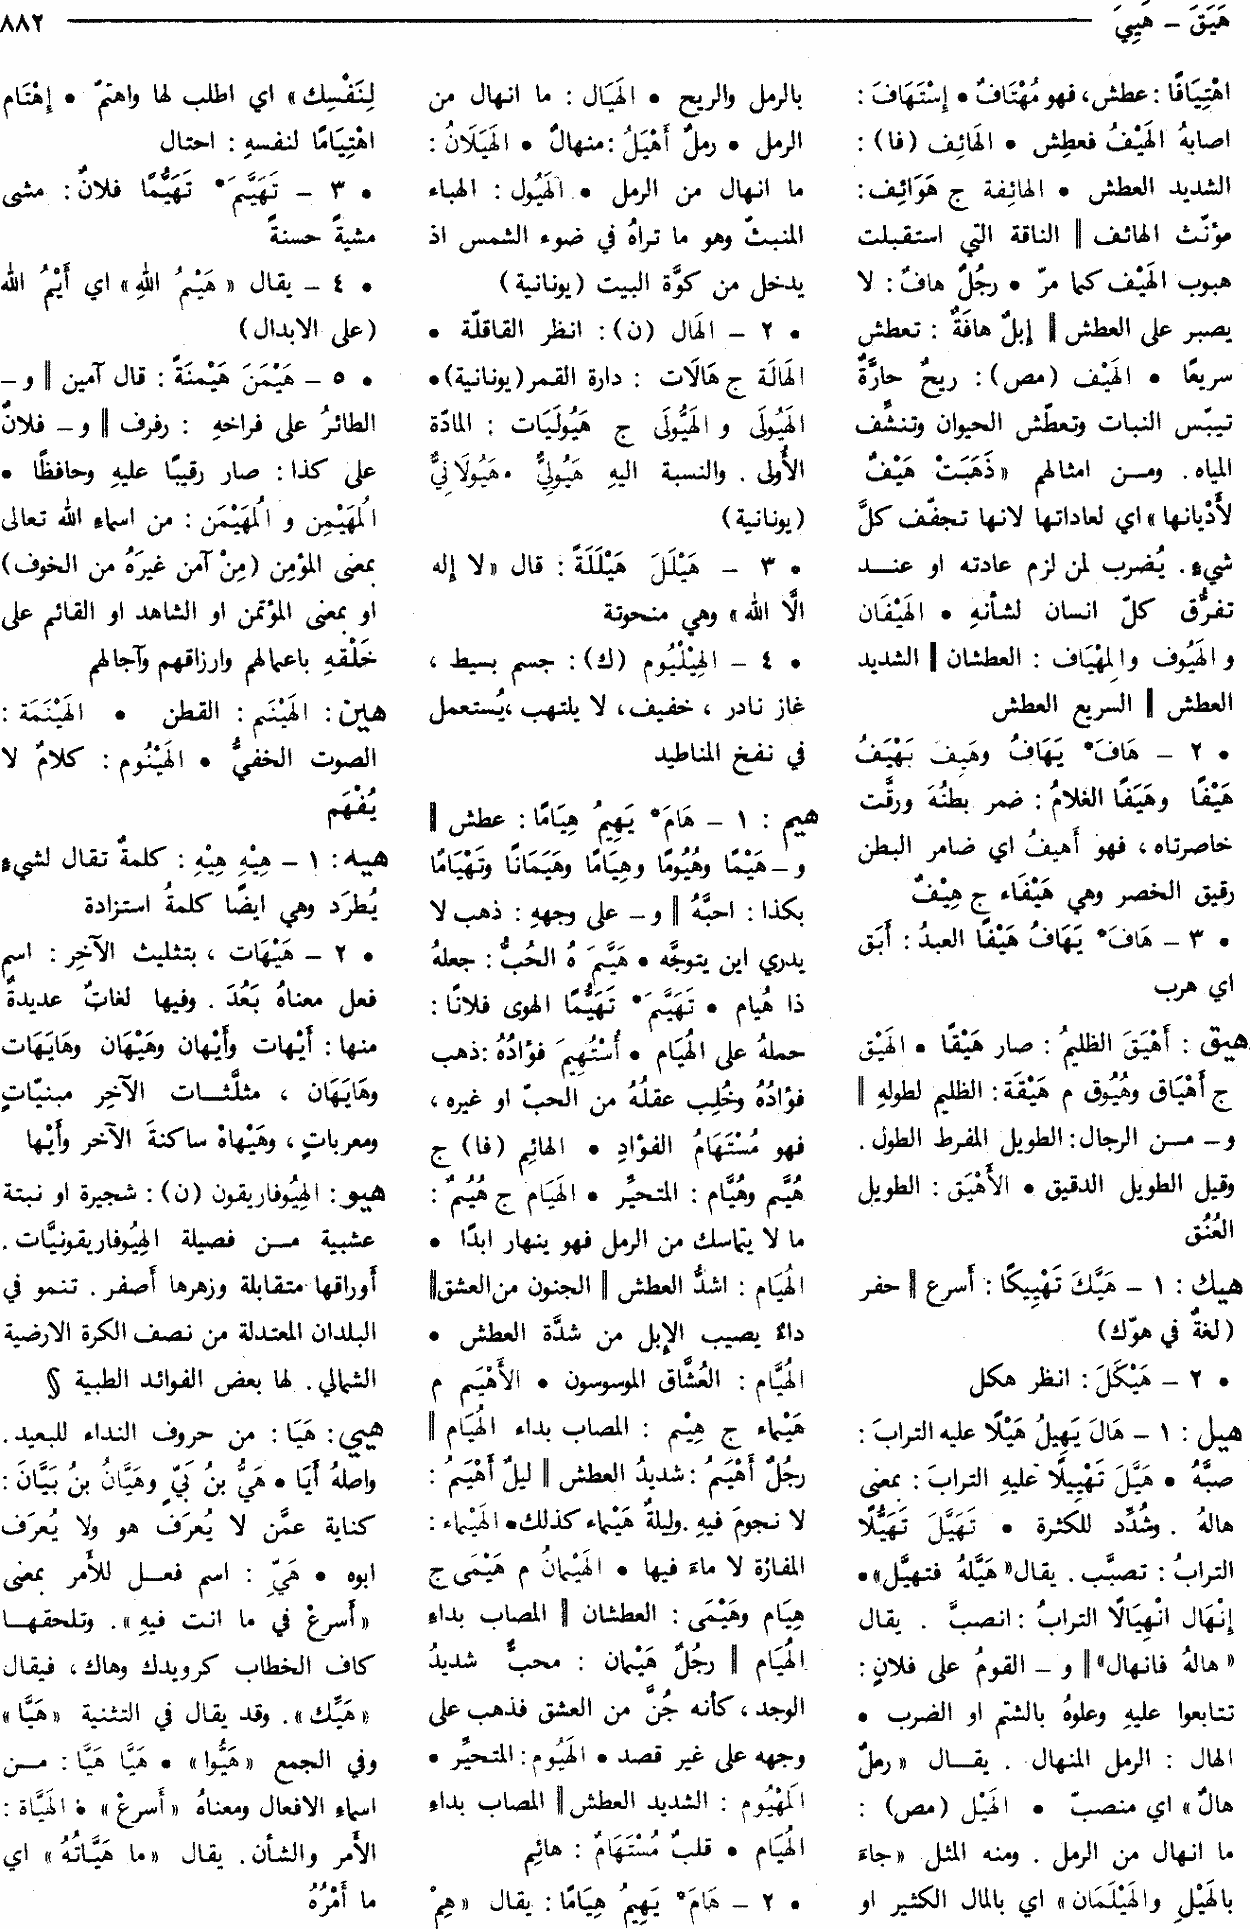 هَيَقَ – هَيِيَ
٨٨٢
اهْتِيَافًا : عطش، فهو مُهْتَافٌ • إِسْتَهَافَ :
اصابهُ الهَيْفُ فعطِش • الهَائِف (فا) :
الشديد العطش • الهائِفة ج هَوَائِف :
مؤنّث الهائف ‖ الناقة التي استقبلت
هبوب الهَيْف كما مرّ • رجُلٌ هافٌ : لا
يصبر على العطش ‖ إِبلٌ هافَةٌ : تعطش
سريعًا • الهَيْف (مص) : ريحٌ حارَّةٌ
تيبّس النبات وتعطّش الحيوان وتنشّف
المياه . ومن امثالهم «ذَهَبَتْ هَيْفٌ
لأَدْيانها» اي لعاداتها لانها تجفّف كلَّ
شيءٍ . يُضرب لمن لزم عادته او عند
تفرُّق كلّ انسان لشأنهِ • الهَيْفَان
و الهَيُوف والمِهْيَاف : العطشان ‖ الشديد
العطش ‖ السريع العطش
• ٢ – هَافَ* يَهَافُ وهَيِفَ يَهْيَفُ
هَيْفًا وهَيَفًا الغلامُ : ضمر بطنُهَ ورقَّت
خاصرتاه ، فهو أَهيفُ اي ضامر البطن
رقيق الخصر وهي هَيْفَاء ج هِيْفٌ
• ٣ – هَافَ* يَهَافُ هَيْفًا العبدُ : أَبَق
اي هرب
هيق : أَهْيَقَ الظليمُ : صار هَيْقًا • الهَيْق
ج أَهْيَاق وهُيُوق م هَيْقَة : الظليم لطولهِ ‖
و – من الرجال : الطويل المفرط الطول .
وقيل الطويل الدقيق • الأَهْيَق : الطويل
العُنُق
هيك : ١ – هَيَّكَ تَهْيِيكًا : أَسرع ‖ حفر
(لغةٌ في هوّك)
• ٢ – هَيْكَلَ : انظر هكل
هيل : ١ – هَالَ يَهِيلُ هَيْلًا عليه الترابَ :
صبَّهُ • هَيَّلَ تَهْيِيلًا عليهِ الترابَ : بمعنى
هالهُ . وشُدِّد للكثرة • تَهَيَّلَ تَهَيُّلًا
الترابُ : تصبَّب . يقال «هَيَّلهُ فتهيَّل» •
إِنْهَال انْهِيَالًا الترابُ : انصبَّ . يقال
«هالهُ فانهال» ‖ و – القومُ على فلانٍ :
تتابعوا عليهِ وعلوهُ بالشتم او الضرب •
الهال : الرمل المنهال . يقال «رملٌ
هالٌ» اي منصبّ • الهَيْل (مص) :
ما انهال من الرمل . ومنه المثل «جاءَ
بالهَيْلِ والهَيْلَمَان» اي بالمال الكثير او
بالرمل والريح • الهَيَال : ما انهال من
الرمل • رملٌ أَهْيَلُ : منهالٌ • الهَيَلَانُ :
ما انهال من الرمل • الهَيُول : الهباء
المنبثّ وهو ما تراهُ في ضوء الشمس اذ
يدخل من كوَّة البيت (يونانية)
• ٢ – الهَال (ن) : انظر القاقلّة •
الهَالَة ج هَالَات : دارة القمر (يونانية) •
الهَيُولَى و الهَيُّولَى ج هَيُولَيَات : المادّة
الأُولى . والنسبة اليهِ هَيُولِيٌّ • هَيُولَانِيٌّ
(يونانية)
• ٣ – هَيْلَلَ هَيْلَلَةً : قال «لا إله
الَّا الله» وهي منحوتة
• ٤ – الهِيْلْيُوم (ك) : جسم بسيط ،
غاز نادر ، خفيف ، لا يلتهب ، يُستعمل
في نفخ المناطيد
هيم : ١ – هَامَ* يَهِيمُ هِيَامًا : عطش ‖
و – هَيْمًا وهُيُومًا وهِيَامًا وهَيَمَانًا وتَهْيَامًا
بكذا : احبَّهُ ‖ و – على وجههِ : ذهب لا
يدري اين يتوجَّه • هَيَّمَ هُ الحُبُّ : جعلهُ
ذا هُيام • تَهَيَّمَ* تَهَيُّمًا الهوى فلانًا :
حملهُ على الهُيَام • أُسْتُهِيمَ فؤَادُهُ : ذهب
فؤَادُهُ وخُلِب عقلُهُ من الحبّ او غيره ،
فهو مُسْتَهَامُ الفؤَادِ • الهائِم (فا) ج
هُيَّم وهُيَّام : المتحيِّر • الهَيَام ج هُيُمٌ :
ما لا يتماسك من الرمل فهو ينهار ابدًا •
الهُيَام : اشدُّ العطش ‖ الجنون من العشق ‖
داءٌ يصيب الإِبل من شدَّة العطش •
الهُيَّام : العُشَّاق الموسوسون • الأَهْيَم م
هَيْماء ج هِيْم : المصاب بداء الهُيَام ‖
رجُلٌ أَهْيَمُ : شديدُ العطش ‖ ليلٌ أَهْيَمُ :
لا نجومَ فيهِ . وليلةٌ هَيْماء كذلك • الهَيْماء :
المفازة لا ماءَ فيها • الهَيْمَانُ م هَيْمَى ج
هِيَام وهَيْمَى : العطشان ‖ المصاب بداءِ
الهُيَام ‖ رجُلٌ هَيْمَان : محبٌّ شديدُ
الوجد ، كأنه جُنَّ من العشق فذهب على
وجهه على غير قصد • الهَيُوم : المتحيِّر •
المَهْيُوم : الشديد العطش ‖ المصاب بداءِ
الهُيَام • قلبٌ مُسْتَهَامٌ : هائِم
• ٢ – هَامَ* يَهِيمُ هِيَامًا : يقال «هِمْ
لِنَفْسِك» اي اطلب لها واهتمّ • إِهْتَام
اهْتِيَامًا لنفسهِ : احتال
• ٣ – تَهَيَّمَ* تَهَيُّمًا فلانٌ : مشى
مشيةً حسنةً
• ٤ – يقال «هَيْمُ اللهِ» اي أَيْمُ الله
(على الابدال)
• ٥ – هَيْمَنَ هَيْمنَةً : قال آمين ‖ و –
الطائرُ على فراخهِ : رفرف ‖ و – فلانٌ
على كذا : صار رقيبًا عليهِ وحافظًا •
المُهَيْمِن و المُهَيْمَن : من اسماءِ الله تعالى
بمعنى المؤمِن (مِنْ آمن غيرَهُ من الخوف)
او بمعنى المؤتمن او الشاهد او القائم على
خَلْقهِ باعمالهم وارزاقهم وآجالهم
هين : الهَيْنَم : القطن • الهَيْنَمَة :
الصوت الخفيُّ • الهَيْنُوم : كلامٌ لا
يُفْهَم
هيه : ١ – هِيْهِ هِيْهِ : كلمةٌ تقال لشيءٍ
يُطرَد وهي ايضًا كلمةُ استزادة
• ٢ – هَيْهَات ، بتثليث الآخِر : اسم
فعل معناهُ بَعُدَ . وفيها لغاتٌ عديدةٌ
منها : أَيْهات وأَيْهان وهَيْهَان وهَايَهَات
وهَايَهَان ، مثلَّثات الآخِر مبنيّاتٍ
ومعرباتٍ ، وهَيْهاهْ ساكنةَ الآخر وأَيْها
هيو : الهِيُوفاريقون (ن) : شجيرة او نبتة
عشبية من فصيلة الهِيُوفاريقونيَّات .
أوراقها متقابلة وزهرها أصفر . تنمو في
البلدان المعتدلة من نصف الكرة الارضية
الشمالي . لها بعض الفوائد الطبية §
هيي : هَيَا : من حروف النداء للبعيد .
واصلهُ أَيَا • هَيُّ بنُ بَيٍّ وهَيَّانُ بنُ بَيَّانَ :
كناية عمَّن لا يُعرَف هو ولا يُعرَف
ابوه • هَيِّ : اسم فعل للأَمر بمعنى
«أَسرعْ في ما انت فيهِ» . وتلحقها
كاف الخطاب كرويدك وهاك ، فيقال
«هَيِّك» . وقد يقال في التثنية «هَيَّا»
وفي الجمع «هَيُّوا» • هَيَّا هَيَّا : من
اسماءِ الافعال ومعناهُ «أَسرعْ» • الهَيَّاة :
الأَمر والشأن . يقال «ما هَيَّاتُهُ» اي
ما أَمْرُهُ